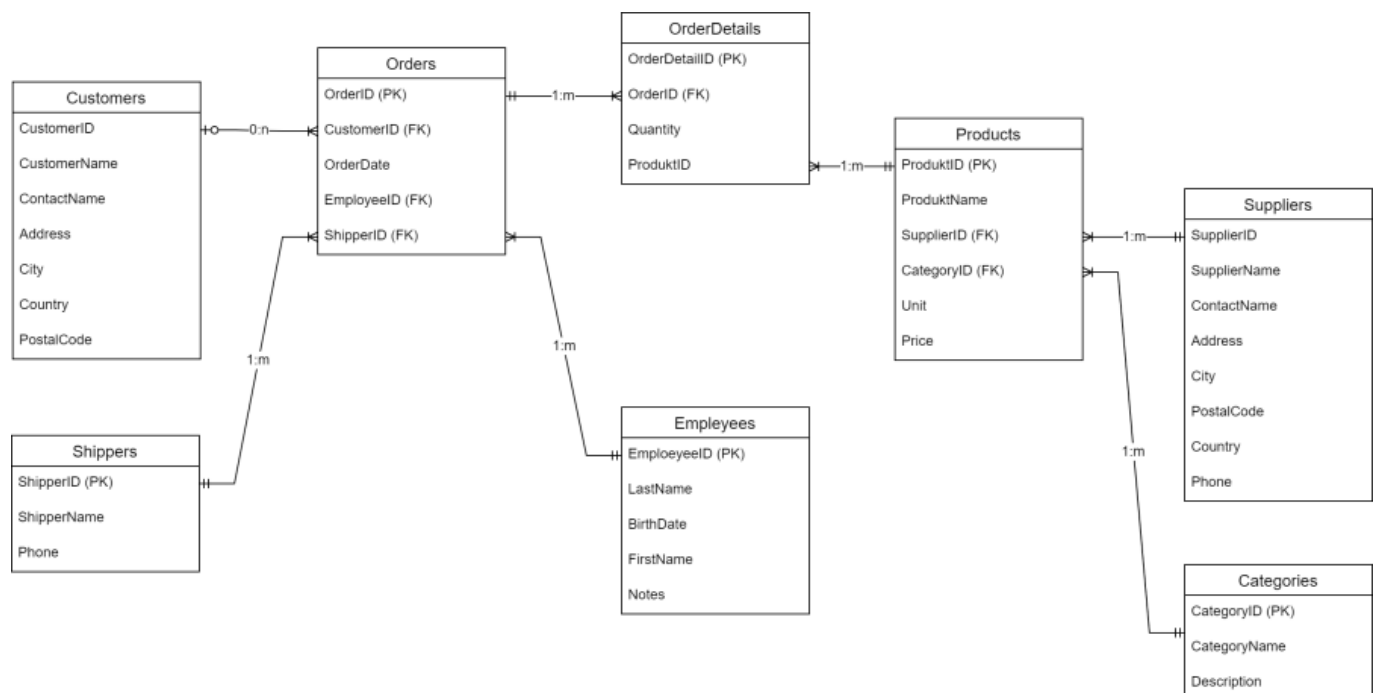 Customers
CustomerID
CustomerName
ContactName
Address
City
Country
PostalCode
0:n
Orders
OrderID (PK)
CustomerID (FK)
OrderDate
EmployeeID (FK)
ShipperID (FK)
1:m
OrderDetails
OrderDetailID (PK)
OrderID (FK)
Quantity
ProduktID
1:m
Products
ProduktID (PK)
ProduktName
SupplierID (FK)
CategoryID (FK)
Unit
Price
1:m
Suppliers
SupplierID
SupplierName
ContactName
Address
City
PostalCode
Country
Phone
1:m
1:m
1:m
Shippers
ShipperID (PK)
ShipperName
Phone
Empleyees
EmploeyeeID (PK)
LastName
BirthDate
FirstName
Notes
Categories
CategoryID (PK)
CategoryName
Description